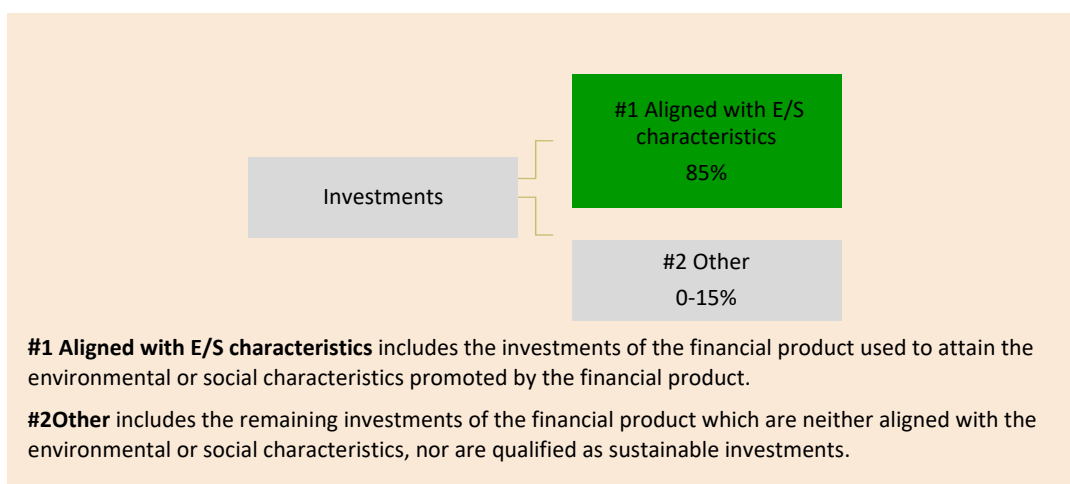 #1 Aligned with E/S
characteristics
85%
Investments
#2 Other
0-15%
#1 Aligned with E/S characteristics includes the investments of the financial product used to attain the
environmental or social characteristics promoted by the financial product.
#2Other includes the remaining investments of the financial product which are neither aligned with the
environmental or social characteristics, nor are qualified as sustainable investments.